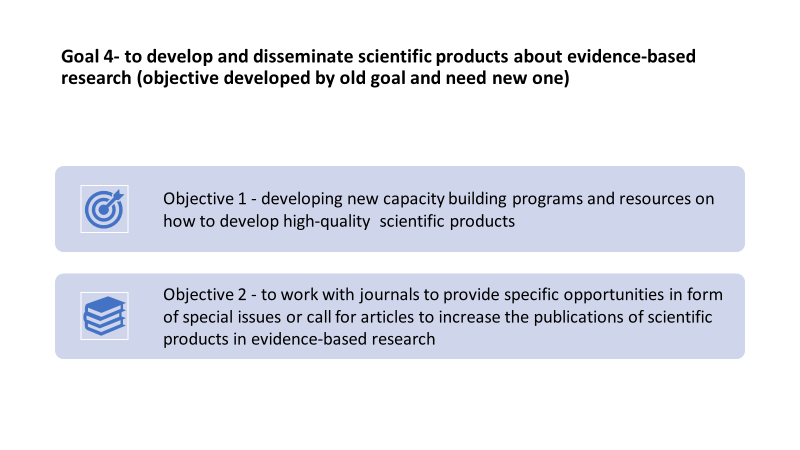 Goal 4- to develop and disseminate scientific products about evidence-based
research (objective developed by old goal and need new one)
Objective 1 - developing new capacity building programs and resources on
how to develop high-quality  scientific products
Objective 2 - to work with journals to provide specific opportunities in form
of special issues or call for articles to increase the publications of scientific
products in evidence-based research